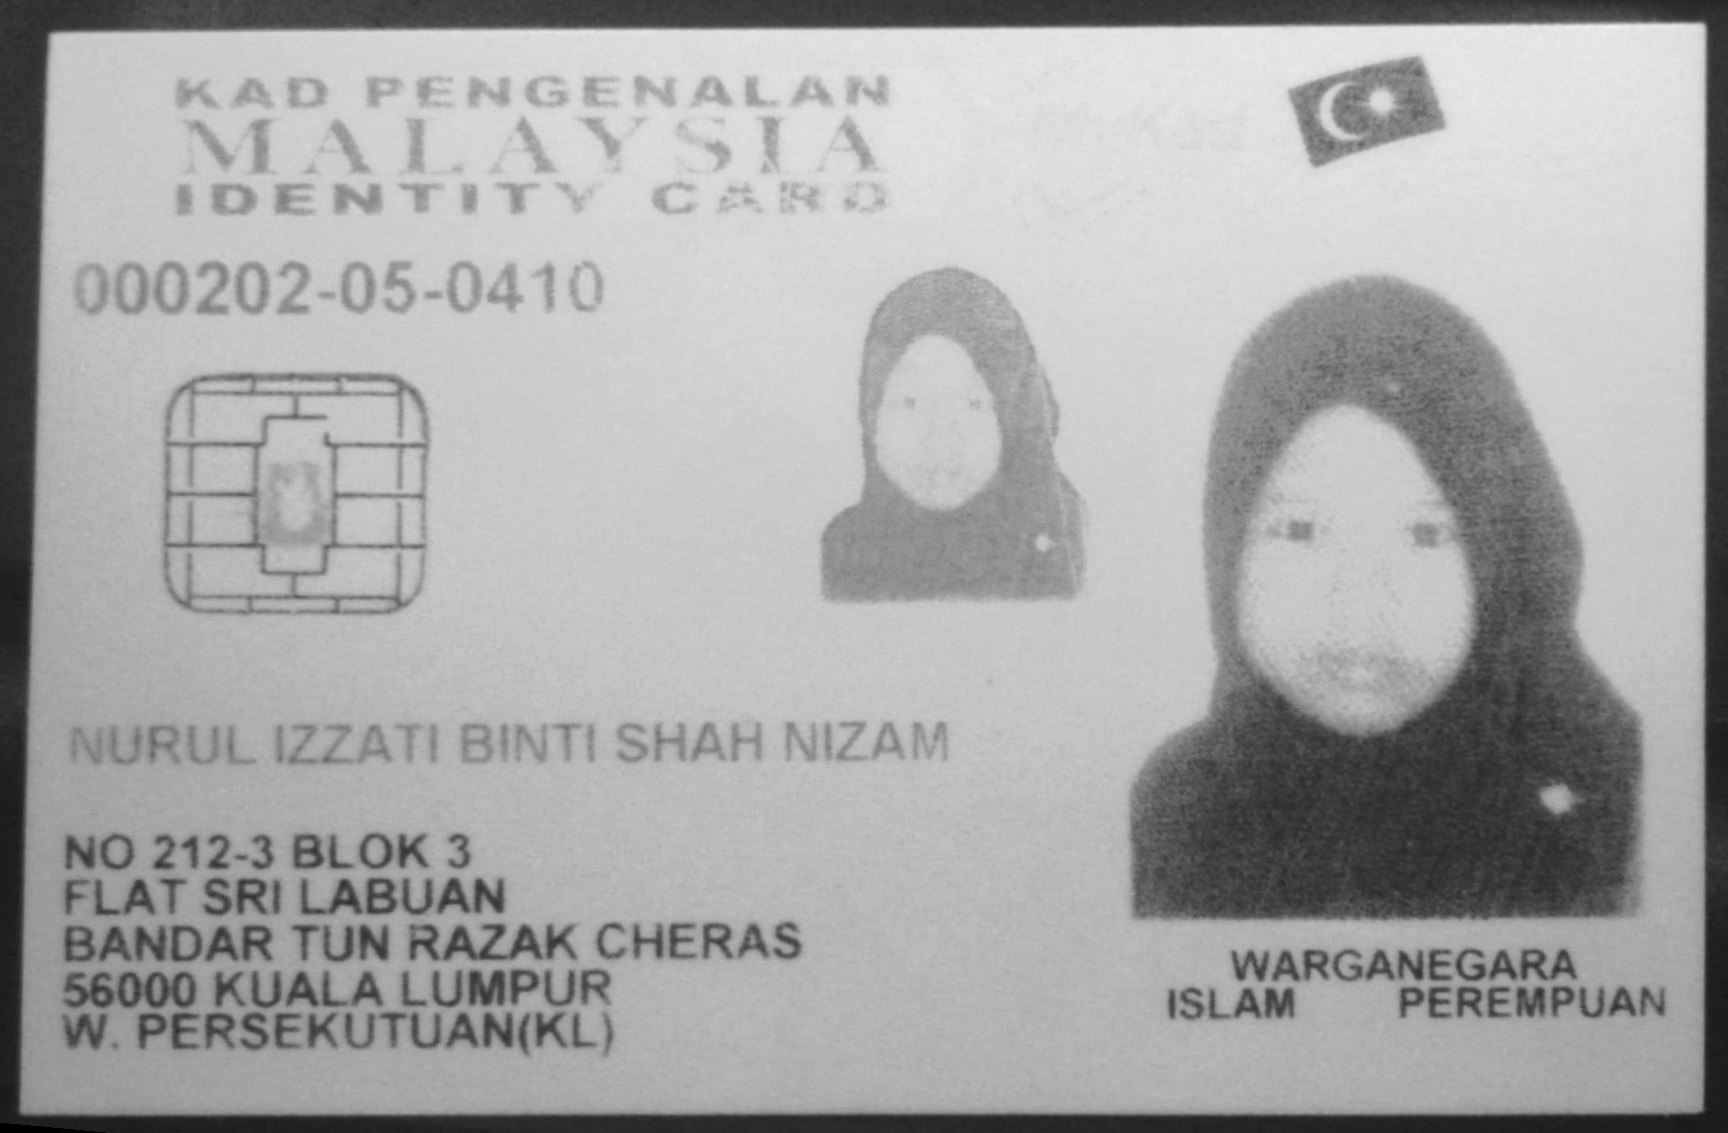 KAD PENGENALAN
MALAYSIA
IDENTITY CARD
000202-05-0410
NURUL IZZATI BINTI SHAH NIZAM
NO 212-3 BLOK 3
FLAT SRI LABUAN
BANDAR TUN RAZAK CHERAS
56000 KUALA LUMPUR
W. PERSEKUTUAN(KL)
WARGANEGARA
ISLAM PEREMPUAN